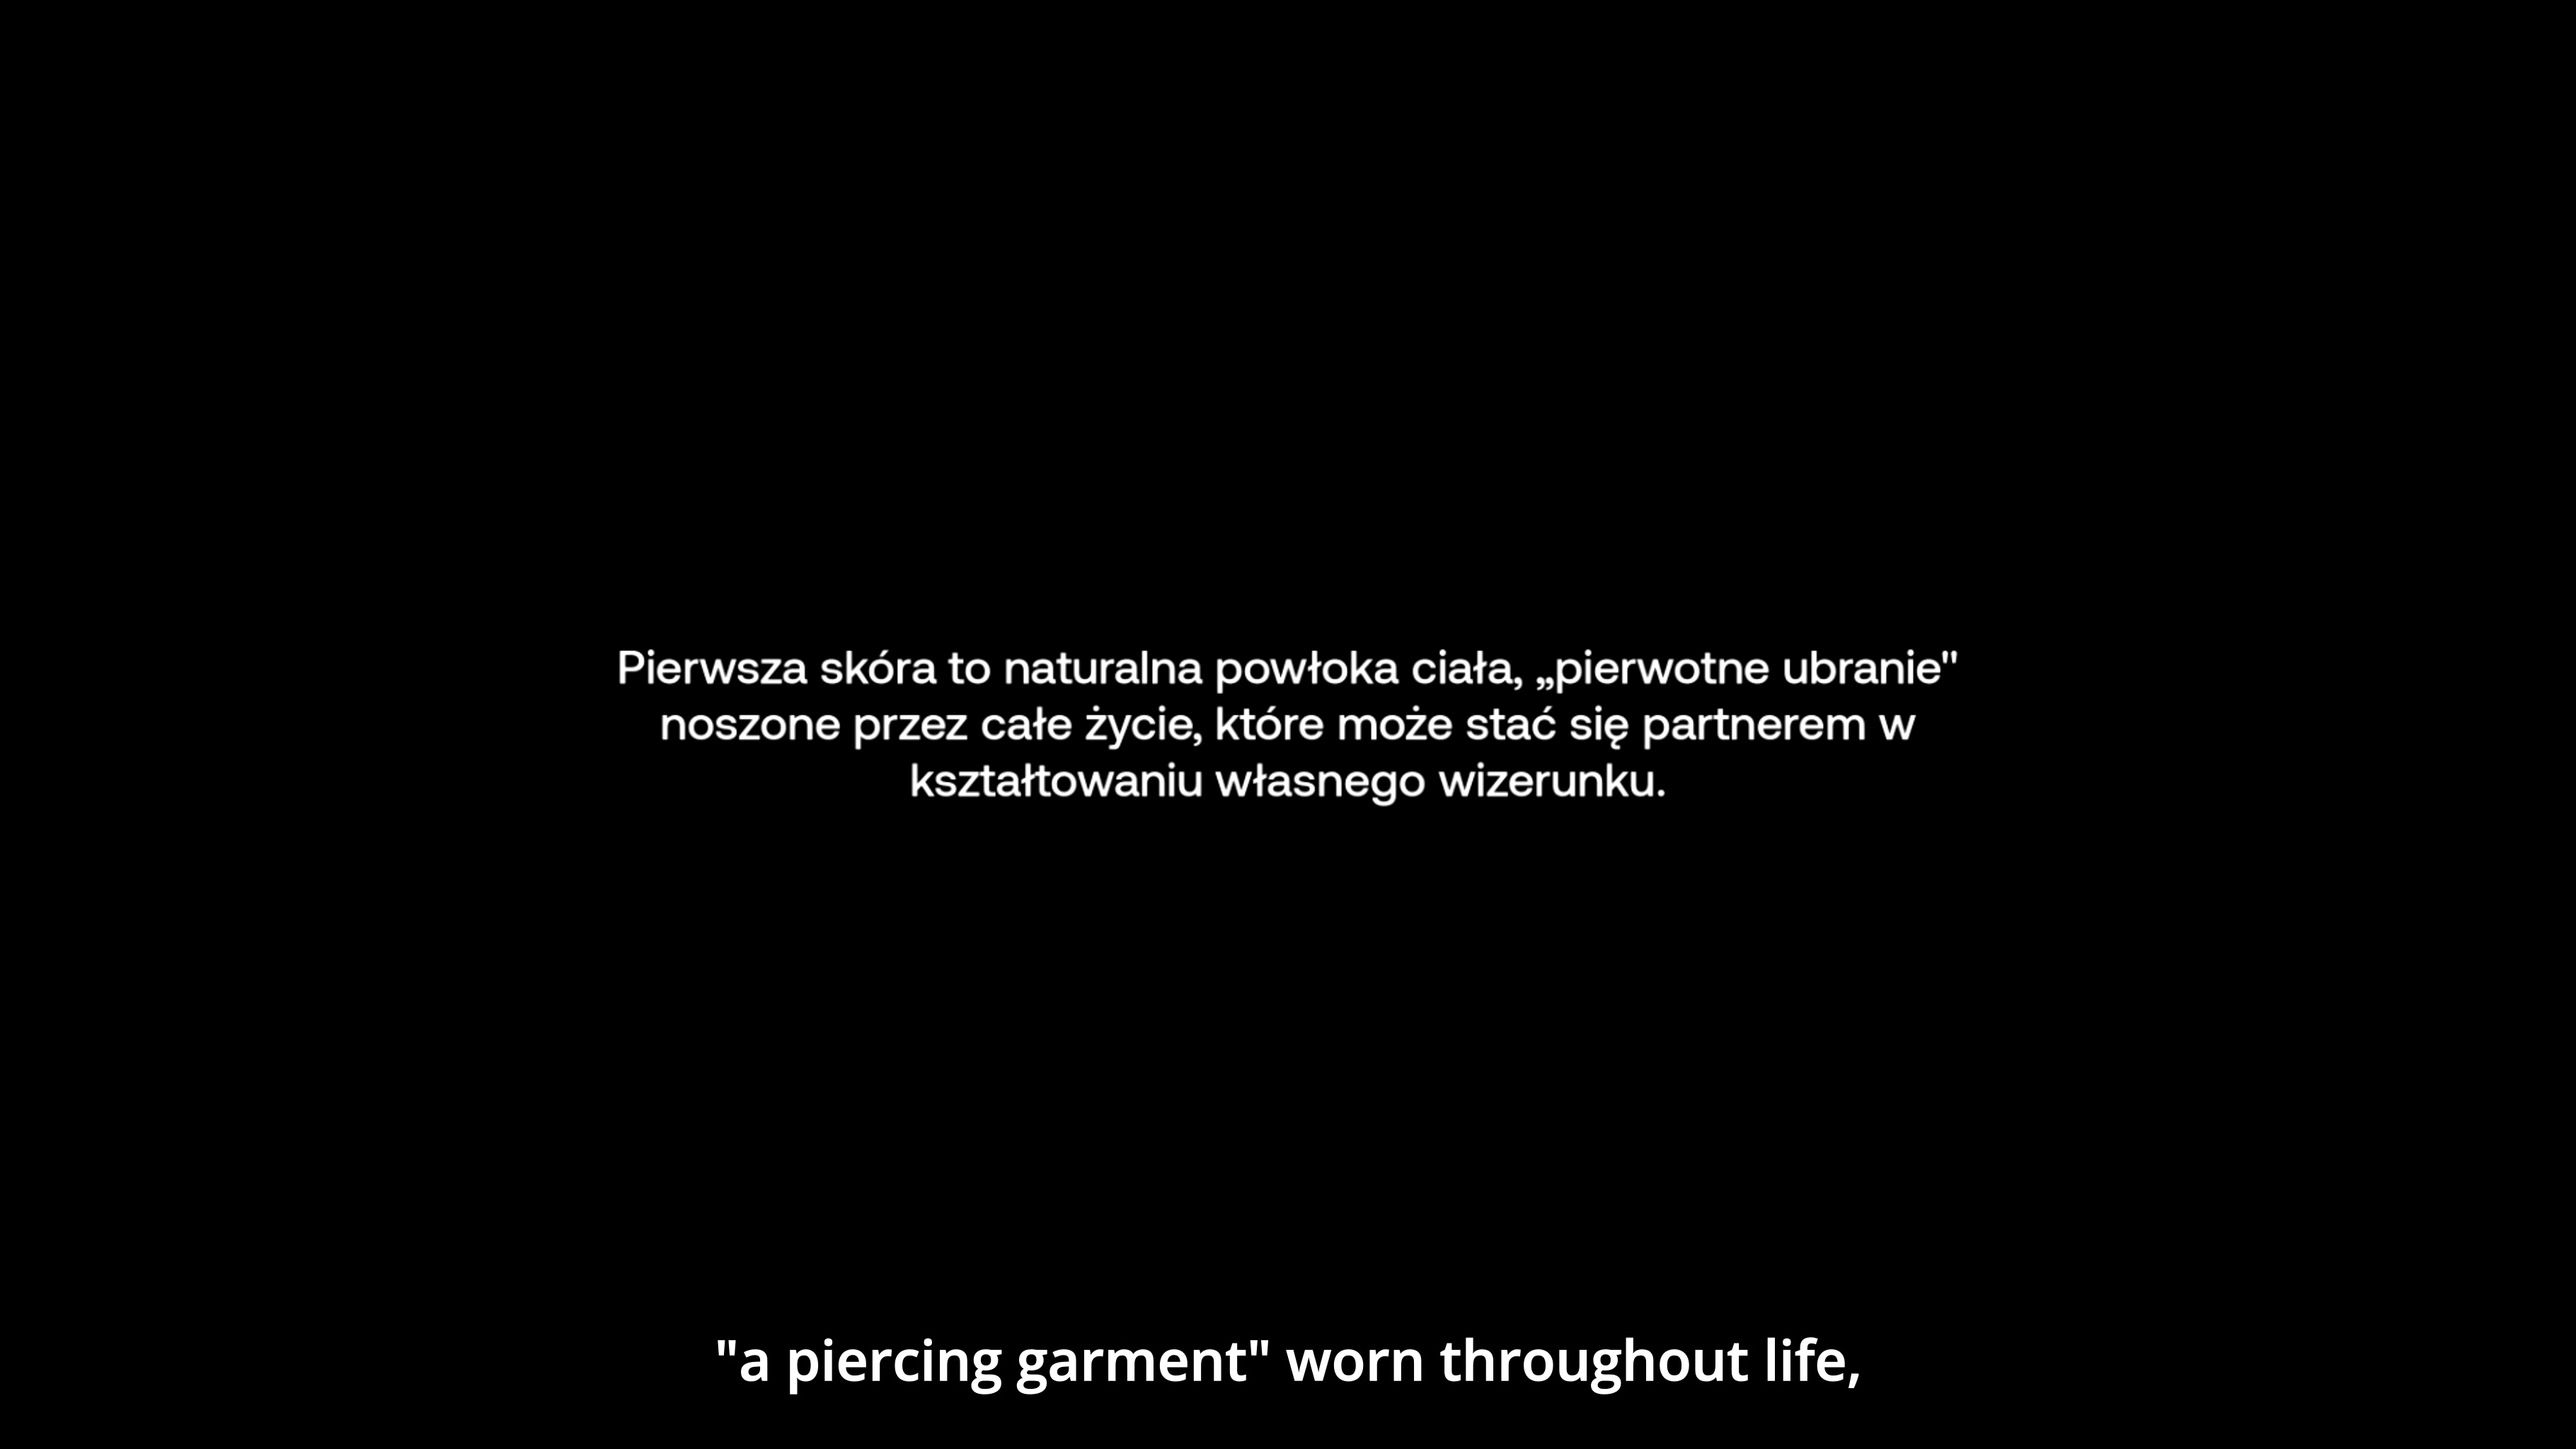 Pierwsza skóra to naturalna powłoka ciała, „pierwotne ubranie"
noszone przez całe życie, które może stać się partnerem w
kształtowaniu własnego wizerunku.
"a piercing garment" worn throughout life,